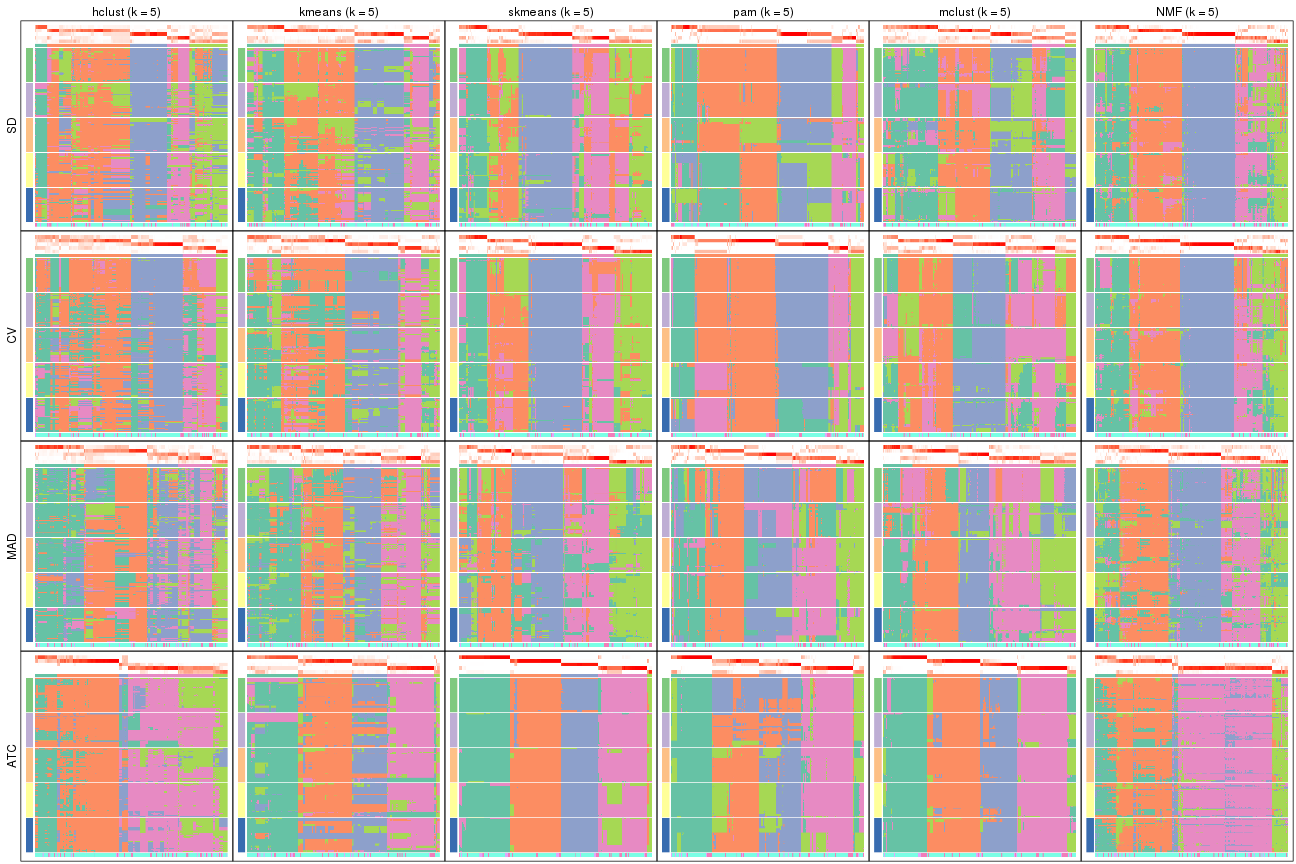 hclust (k = 5)
kmeans (k = 5)
skmeans (k = 5)
pam (k = 5)
mclust (k = 5)
NMF (k = 5)
SD
CV
MAD
ATC